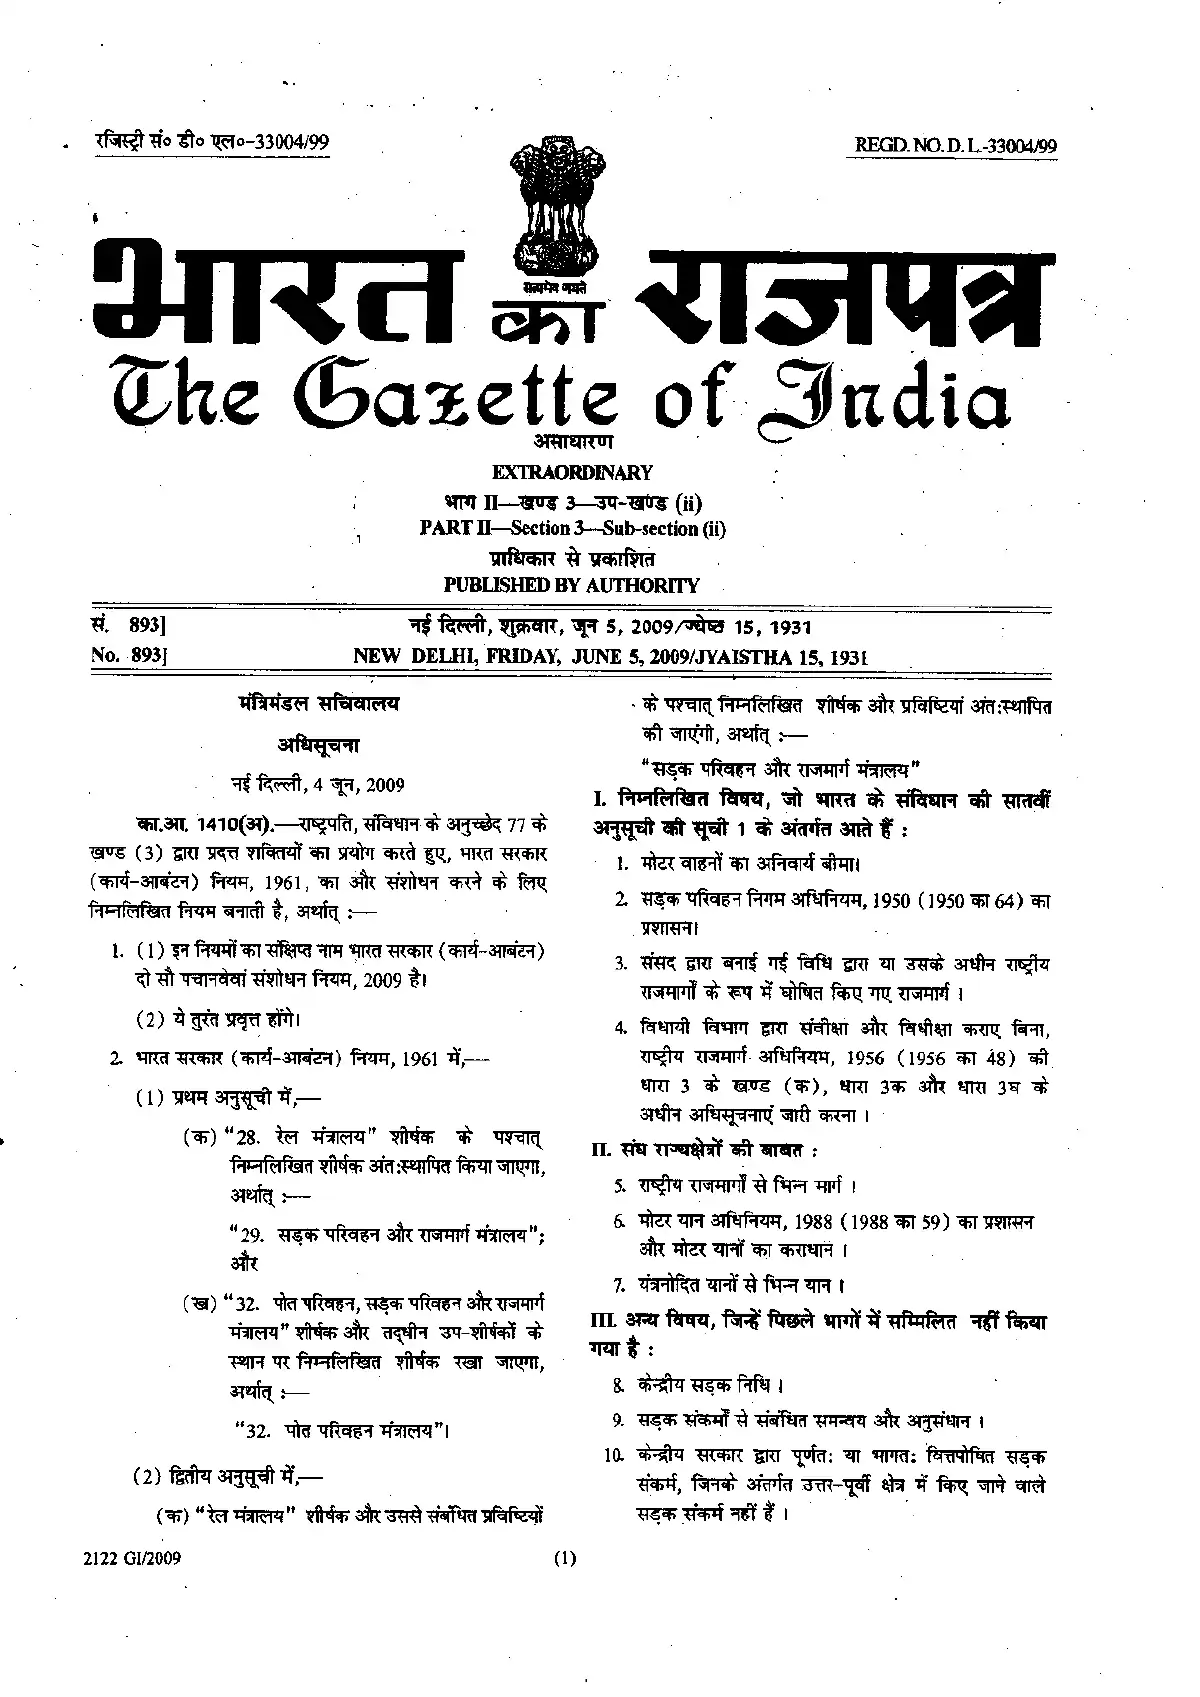 रजिस्ट्री सं० डी० एल०-33004/99
REGD. NO. D. L.-33004/99
सत्यमेव जयते
भारत का राजपत्र
The Gazette of India
असाधारण
EXTRAORDINARY
भाग II—खण्ड 3—उप-खण्ड (ii)
PART II—Section 3—Sub-section (ii)
प्राधिकार से प्रकाशित
PUBLISHED BY AUTHORITY
सं. 893]
नई दिल्ली, शुक्रवार, जून 5, 2009/ज्येष्ठ 15, 1931
No. 893]
NEW DELHI, FRIDAY, JUNE 5, 2009/JYAISTHA 15, 1931
मंत्रिमंडल सचिवालय
अधिसूचना
नई दिल्ली, 4 जून, 2009
का.आ. 1410(अ).—राष्ट्रपति, संविधान के अनुच्छेद 77 के
खण्ड (3) द्वारा प्रदत्त शक्तियों का प्रयोग करते हुए, भारत सरकार
(कार्य-आबंटन) नियम, 1961, का और संशोधन करने के लिए
निम्नलिखित नियम बनाती है, अर्थात् :—
1. (1) इन नियमों का संक्षिप्त नाम भारत सरकार (कार्य-आबंटन)
दो सौ पचानवेवां संशोधन नियम, 2009 है।
(2) ये तुरंत प्रवृत्त होंगे।
2. भारत सरकार (कार्य-आबंटन) नियम, 1961 में,—
(1) प्रथम अनुसूची में,—
(क) “28. रेल मंत्रालय” शीर्षक के पश्चात्
निम्नलिखित शीर्षक अंत:स्थापित किया जाएगा,
अर्थात् :—
“29. सड़क परिवहन और राजमार्ग मंत्रालय”;
और
(ख) “32. पोत परिवहन, सड़क परिवहन और राजमार्ग
मंत्रालय” शीर्षक और तद्धीन उप-शीर्षकों के
स्थान पर निम्नलिखित शीर्षक रखा जाएगा,
अर्थात् :—
“32. पोत परिवहन मंत्रालय”।
(2) द्वितीय अनुसूची में,—
(क) “रेल मंत्रालय” शीर्षक और उससे संबंधित प्रविष्टियों
के पश्चात् निम्नलिखित शीर्षक और प्रविष्टियां अंत:स्थापित
की जाएंगी, अर्थात् :—
“सड़क परिवहन और राजमार्ग मंत्रालय”
I. निम्नलिखित विषय, जो भारत के संविधान की सातवीं
अनुसूची की सूची 1 के अंतर्गत आते हैं :
1. मोटर वाहनों का अनिवार्य बीमा।
2. सड़क परिवहन निगम अधिनियम, 1950 (1950 का 64) का
प्रशासन।
3. संसद द्वारा बनाई गई विधि द्वारा या उसके अधीन राष्ट्रीय
राजमार्गों के रूप में घोषित किए गए राजमार्ग ।
4. विधायी विभाग द्वारा संवीक्षा और विधीक्षा कराए बिना,
राष्ट्रीय राजमार्ग अधिनियम, 1956 (1956 का 48) की
धारा 3 के खण्ड (क), धारा 3क और धारा 3घ के
अधीन अधिसूचनाएं जारी करना ।
II. संघ राज्यक्षेत्रों की बाबत :
5. राष्ट्रीय राजमार्गों से भिन्न मार्ग ।
6. मोटर यान अधिनियम, 1988 (1988 का 59) का प्रशासन
और मोटर यानों का कराधान ।
7. यंत्रनोदित यानों से भिन्न यान ।
III. अन्य विषय, जिन्हें पिछले भागों में सम्मिलित नहीं किया
गया है :
8. केन्द्रीय सड़क निधि ।
9. सड़क संकर्मों से संबंधित समन्वय और अनुसंधान ।
10. केन्द्रीय सरकार द्वारा पूर्णत: या भागत: वित्तपोषित सड़क
संकर्म, जिनके अंतर्गत उत्तर-पूर्वी क्षेत्र में किए जाने वाले
सड़क संकर्म नहीं हैं ।
2122 GI/2009
(1)